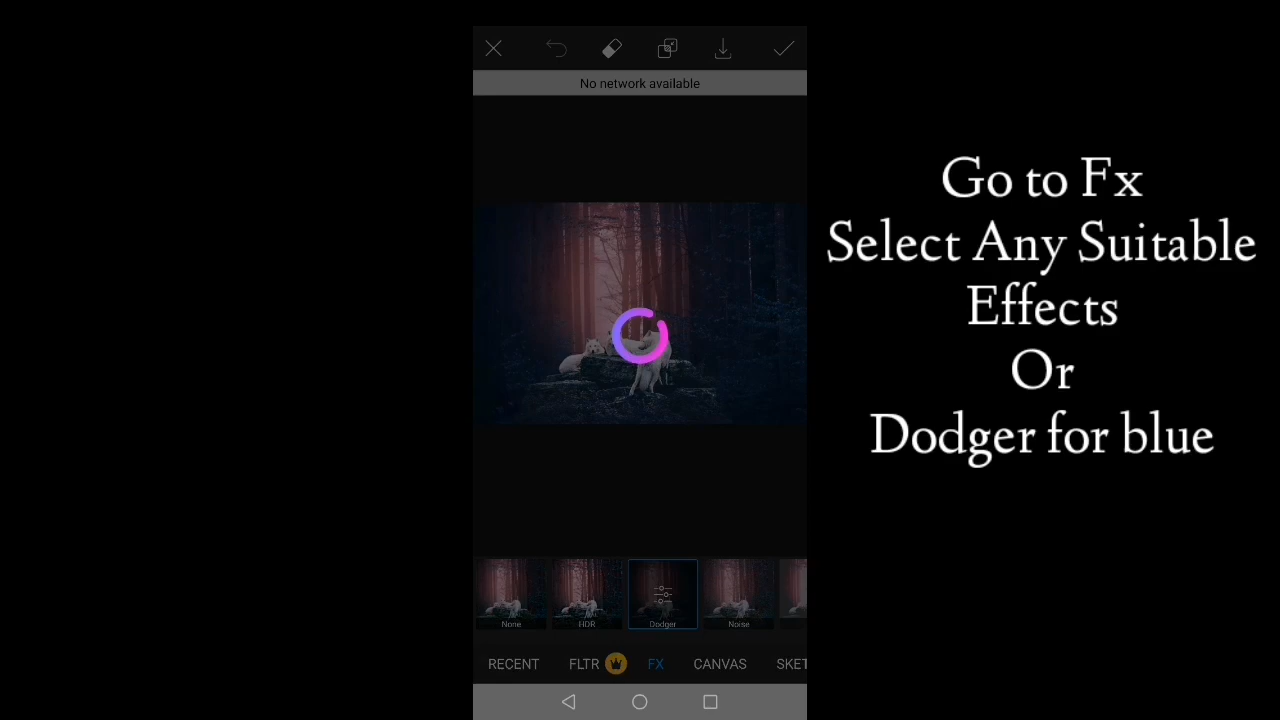 No network available
Go to Fx
Select Any Suitable
Effects
Or
Dodger for blue
None HDR Dodger Noise
RECENT FLTR FX CANVAS SKET